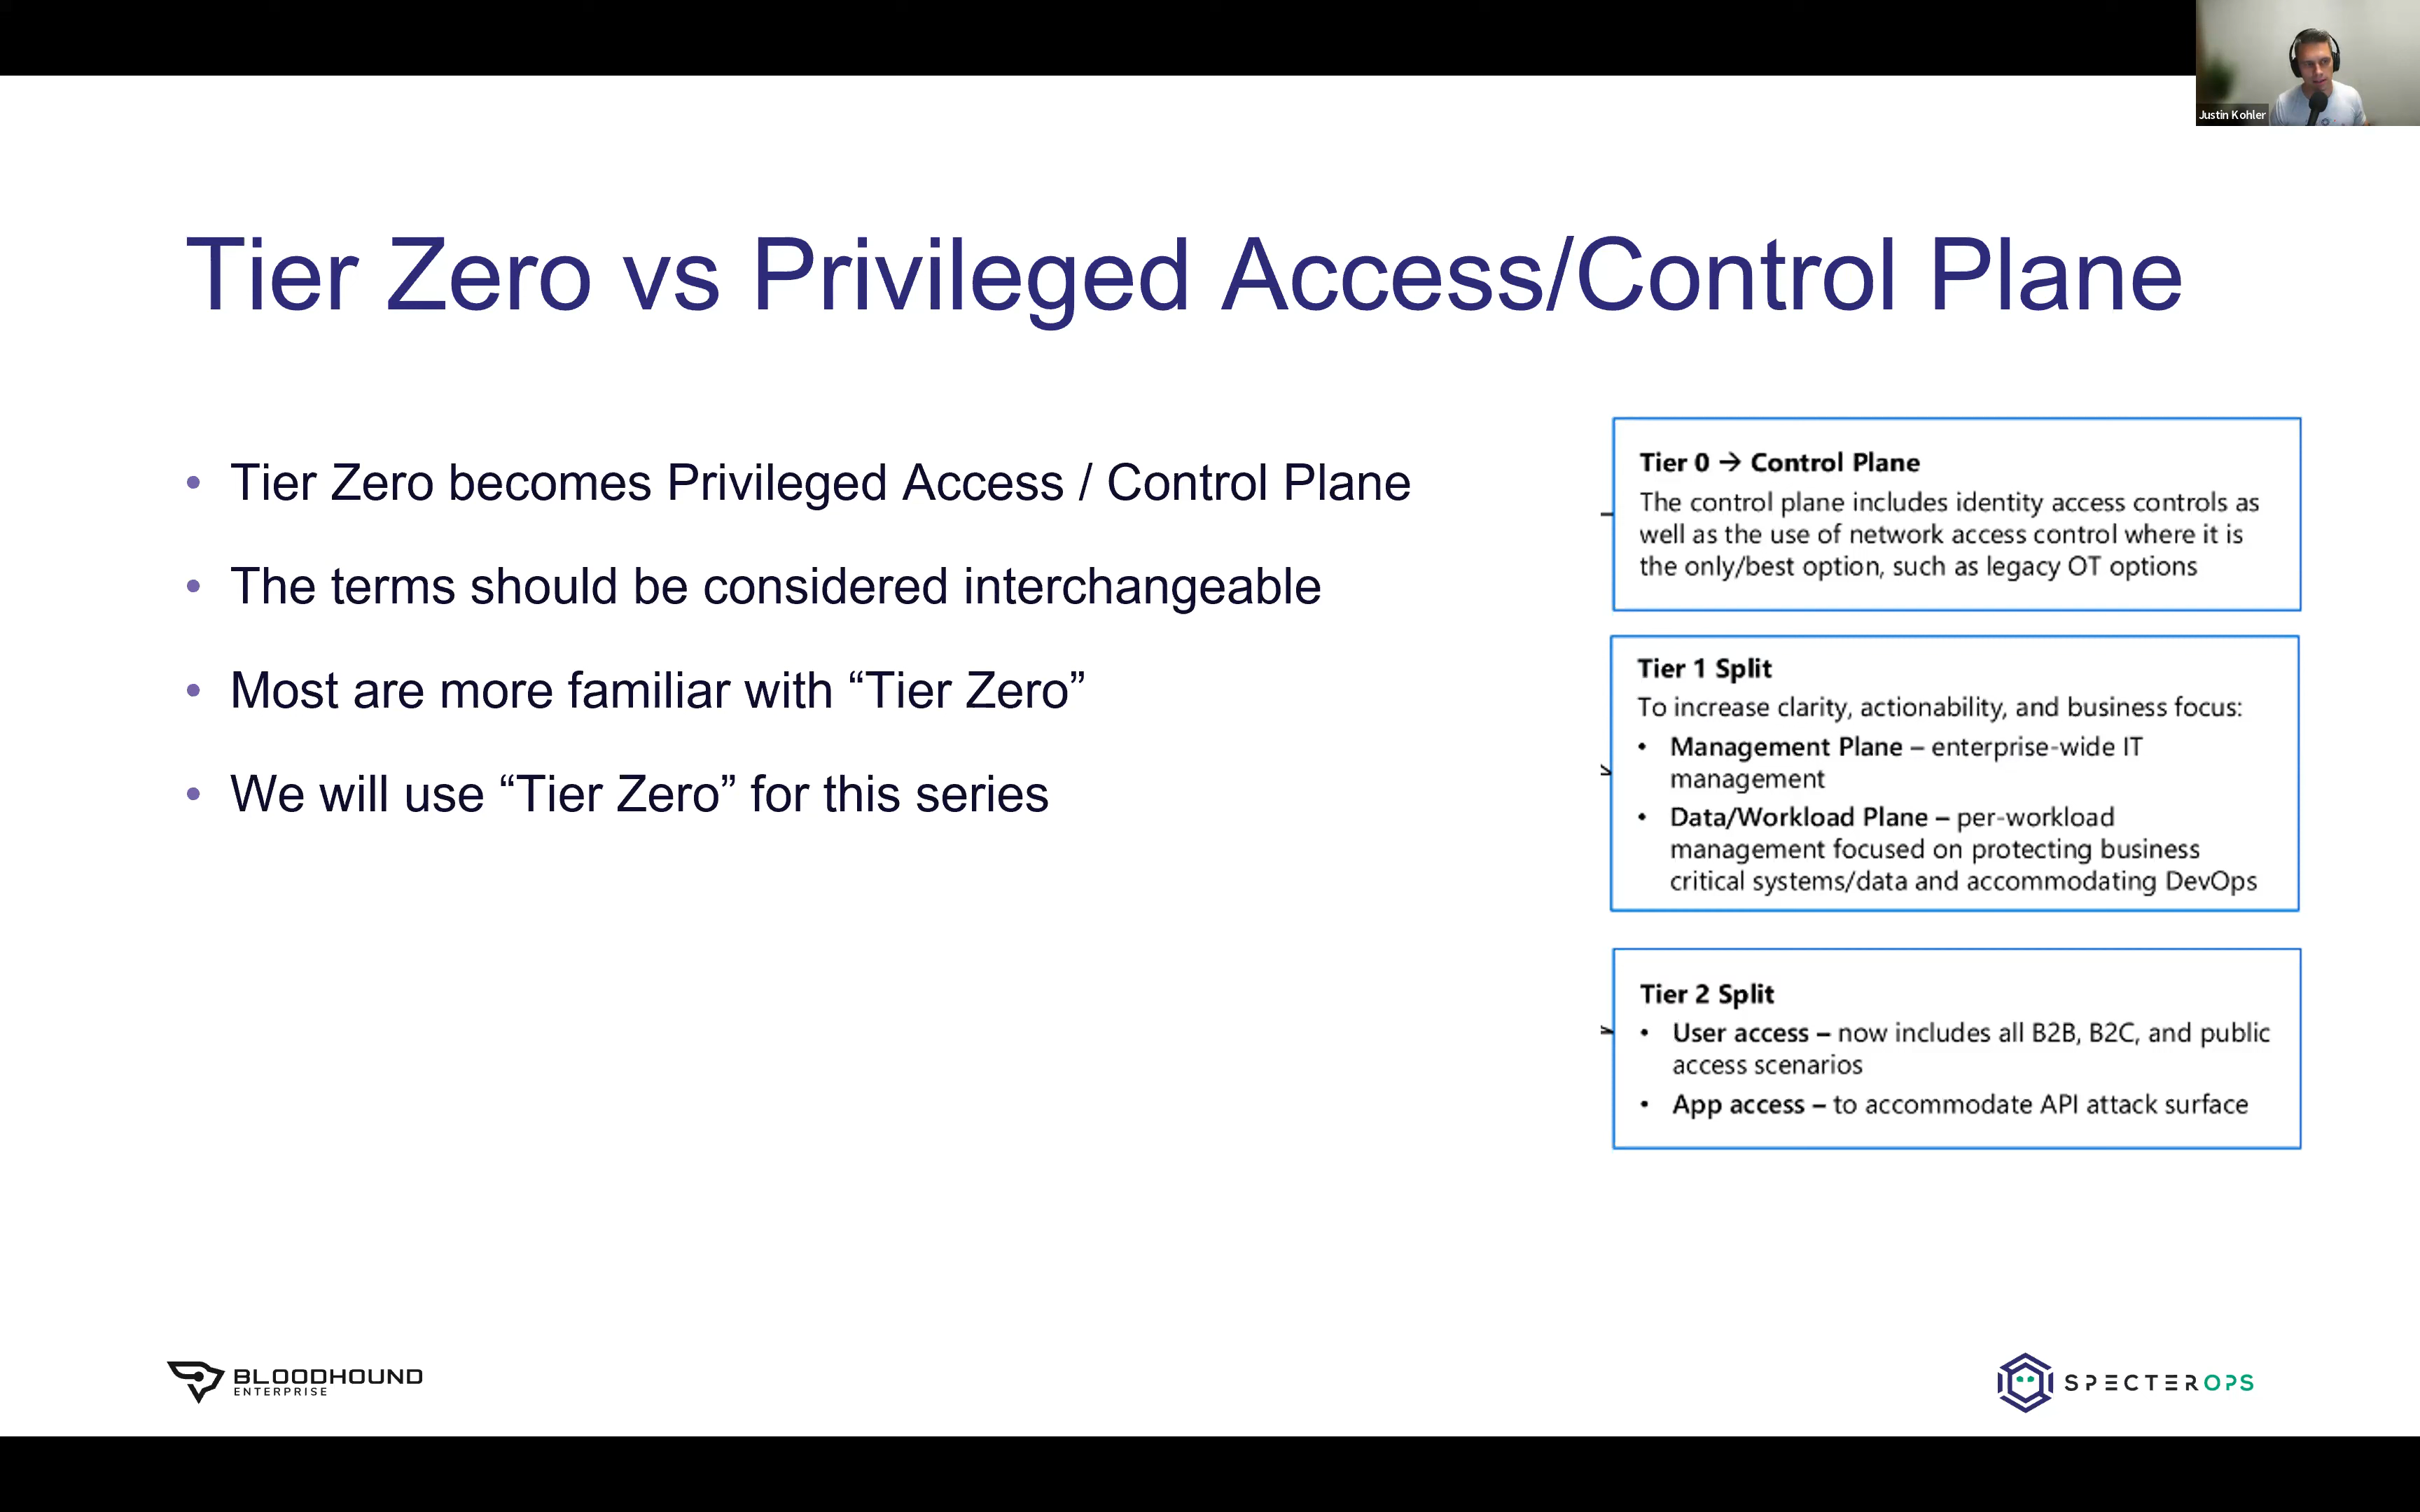 Justin Kohler
Tier Zero vs Privileged Access/Control Plane
• Tier Zero becomes Privileged Access / Control Plane
• The terms should be considered interchangeable
• Most are more familiar with “Tier Zero”
• We will use “Tier Zero” for this series
Tier 0 → Control Plane
The control plane includes identity access controls as
well as the use of network access control where it is
the only/best option, such as legacy OT options
Tier 1 Split
To increase clarity, actionability, and business focus:
• Management Plane – enterprise-wide IT
management
• Data/Workload Plane – per-workload
management focused on protecting business
critical systems/data and accommodating DevOps
Tier 2 Split
• User access – now includes all B2B, B2C, and public
access scenarios
• App access – to accommodate API attack surface
BLOODHOUND
ENTERPRISE
SPECTEROPS